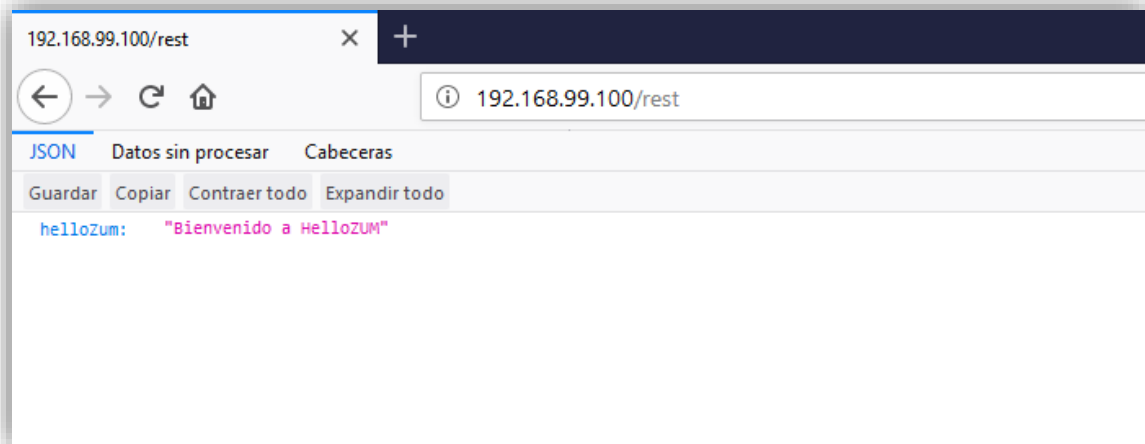 192.168.99.100/rest
192.168.99.100/rest
JSON Datos sin procesar Cabeceras
Guardar Copiar Contraer todo Expandir todo
helloZum: "Bienvenido a HelloZUM"